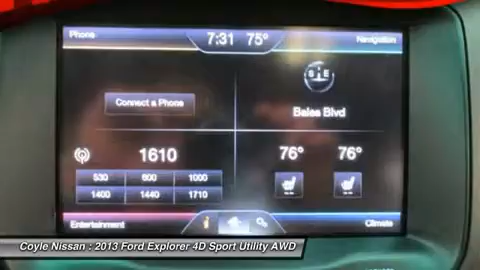 Phone
7:31 75°
Navigation
S E
Connect a Phone
Balsa Blvd
1610
76° 76°
530 600 1000
1400 1440 1710
Entertainment
Climate
Coyle Nissan : 2013 Ford Explorer 4D Sport Utility AWD